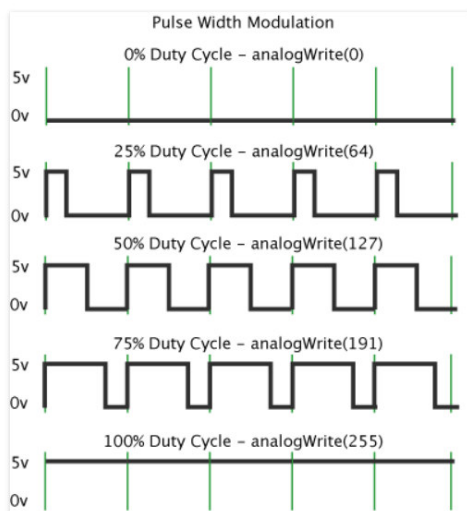 Pulse Width Modulation
0% Duty Cycle – analogWrite(0)
5v
0v
25% Duty Cycle – analogWrite(64)
5v
0v
50% Duty Cycle – analogWrite(127)
5v
0v
75% Duty Cycle – analogWrite(191)
5v
0v
100% Duty Cycle – analogWrite(255)
5v
0v